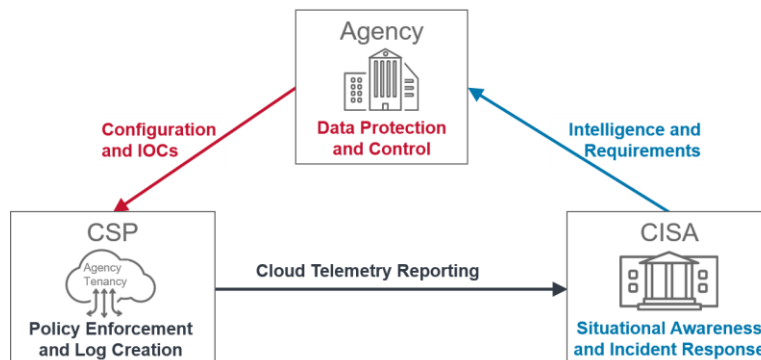 Agency
Data Protection
and Control
Configuration
and IOCs
Intelligence and
Requirements
CSP
Agency
Tenancy
Policy Enforcement
and Log Creation
Cloud Telemetry Reporting
CISA
Situational Awareness
and Incident Response